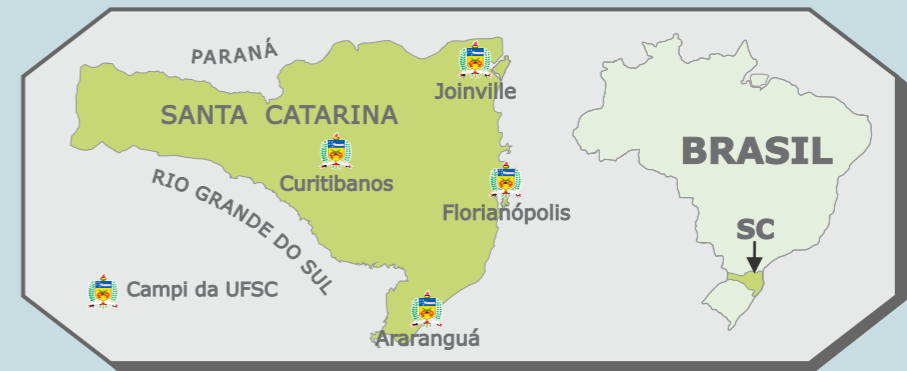 PARANÁ
SANTA CATARINA
Joinville
Curitibanos
Florianópolis
RIO GRANDE DO SUL
Campi da UFSC
Araranguá
BRASIL
SC